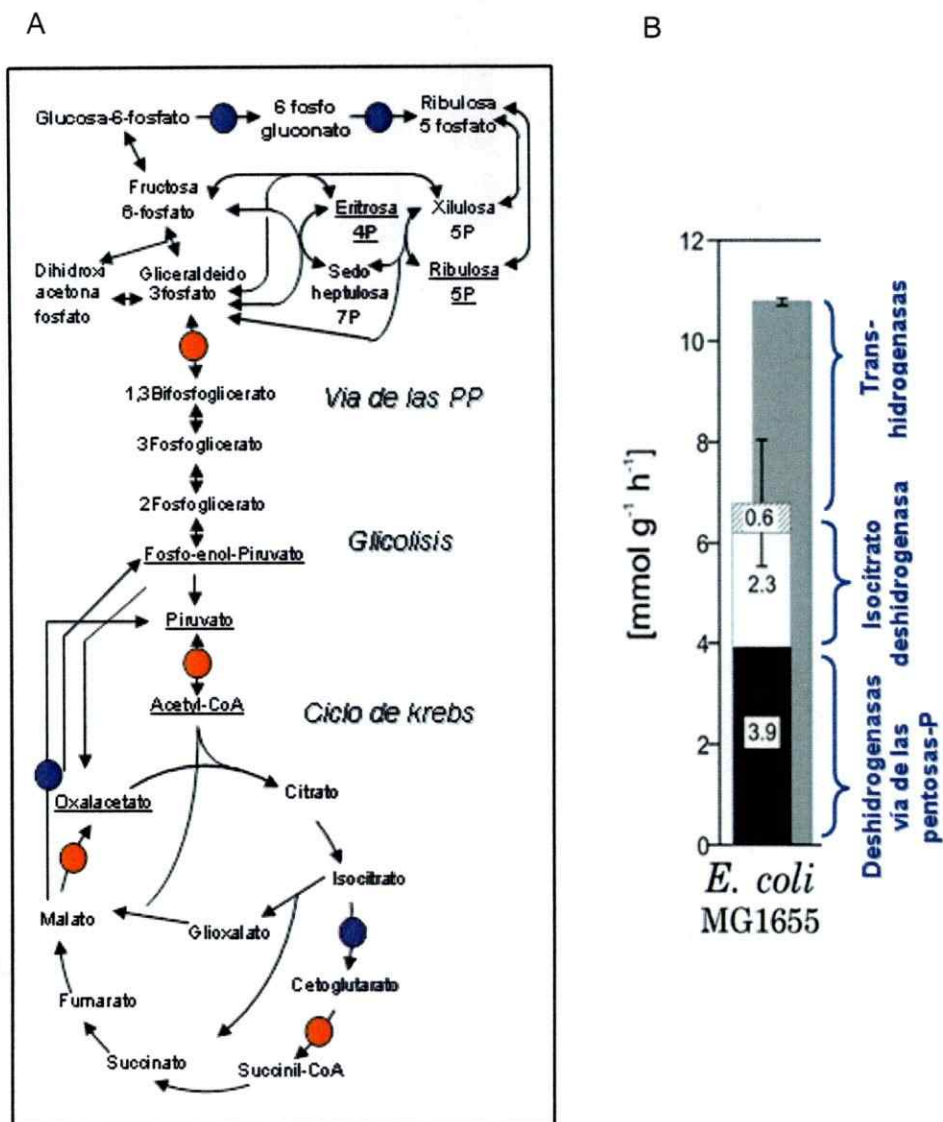 A
B
Glucosa-6-fosfato
6 fosfo
gluconato
Ribulosa
5 fosfato
Fructosa
6-fosfato
Eritrosa
4P
Xilulosa
5P
Dihidroxi
acetona
fosfato
Gliceraldeido
3fosfato
Sedo
heptulosa
7P
Ribulosa
5P
1,3Bifosfoglicerato
Via de las PP
3Fosfoglicerato
2Fosfoglicerato
Glicolisis
Fosfo-enol-Piruvato
Piruvato
Acetyl-CoA
Ciclo de krebs
Oxalacetato
Citrato
Isocitrato
Malato
Glioxalato
Cetoglutarato
Fumarato
Succinato
Succinil-CoA
12
10
8
6
4
2
0
[mmol g⁻¹ h⁻¹]
0.6
2.3
3.9
Trans-
hidrogenasas
Isocitrato
deshidrogenasa
Deshidrogenasas
vía de las
pentosas-P
E. coli
MG1655